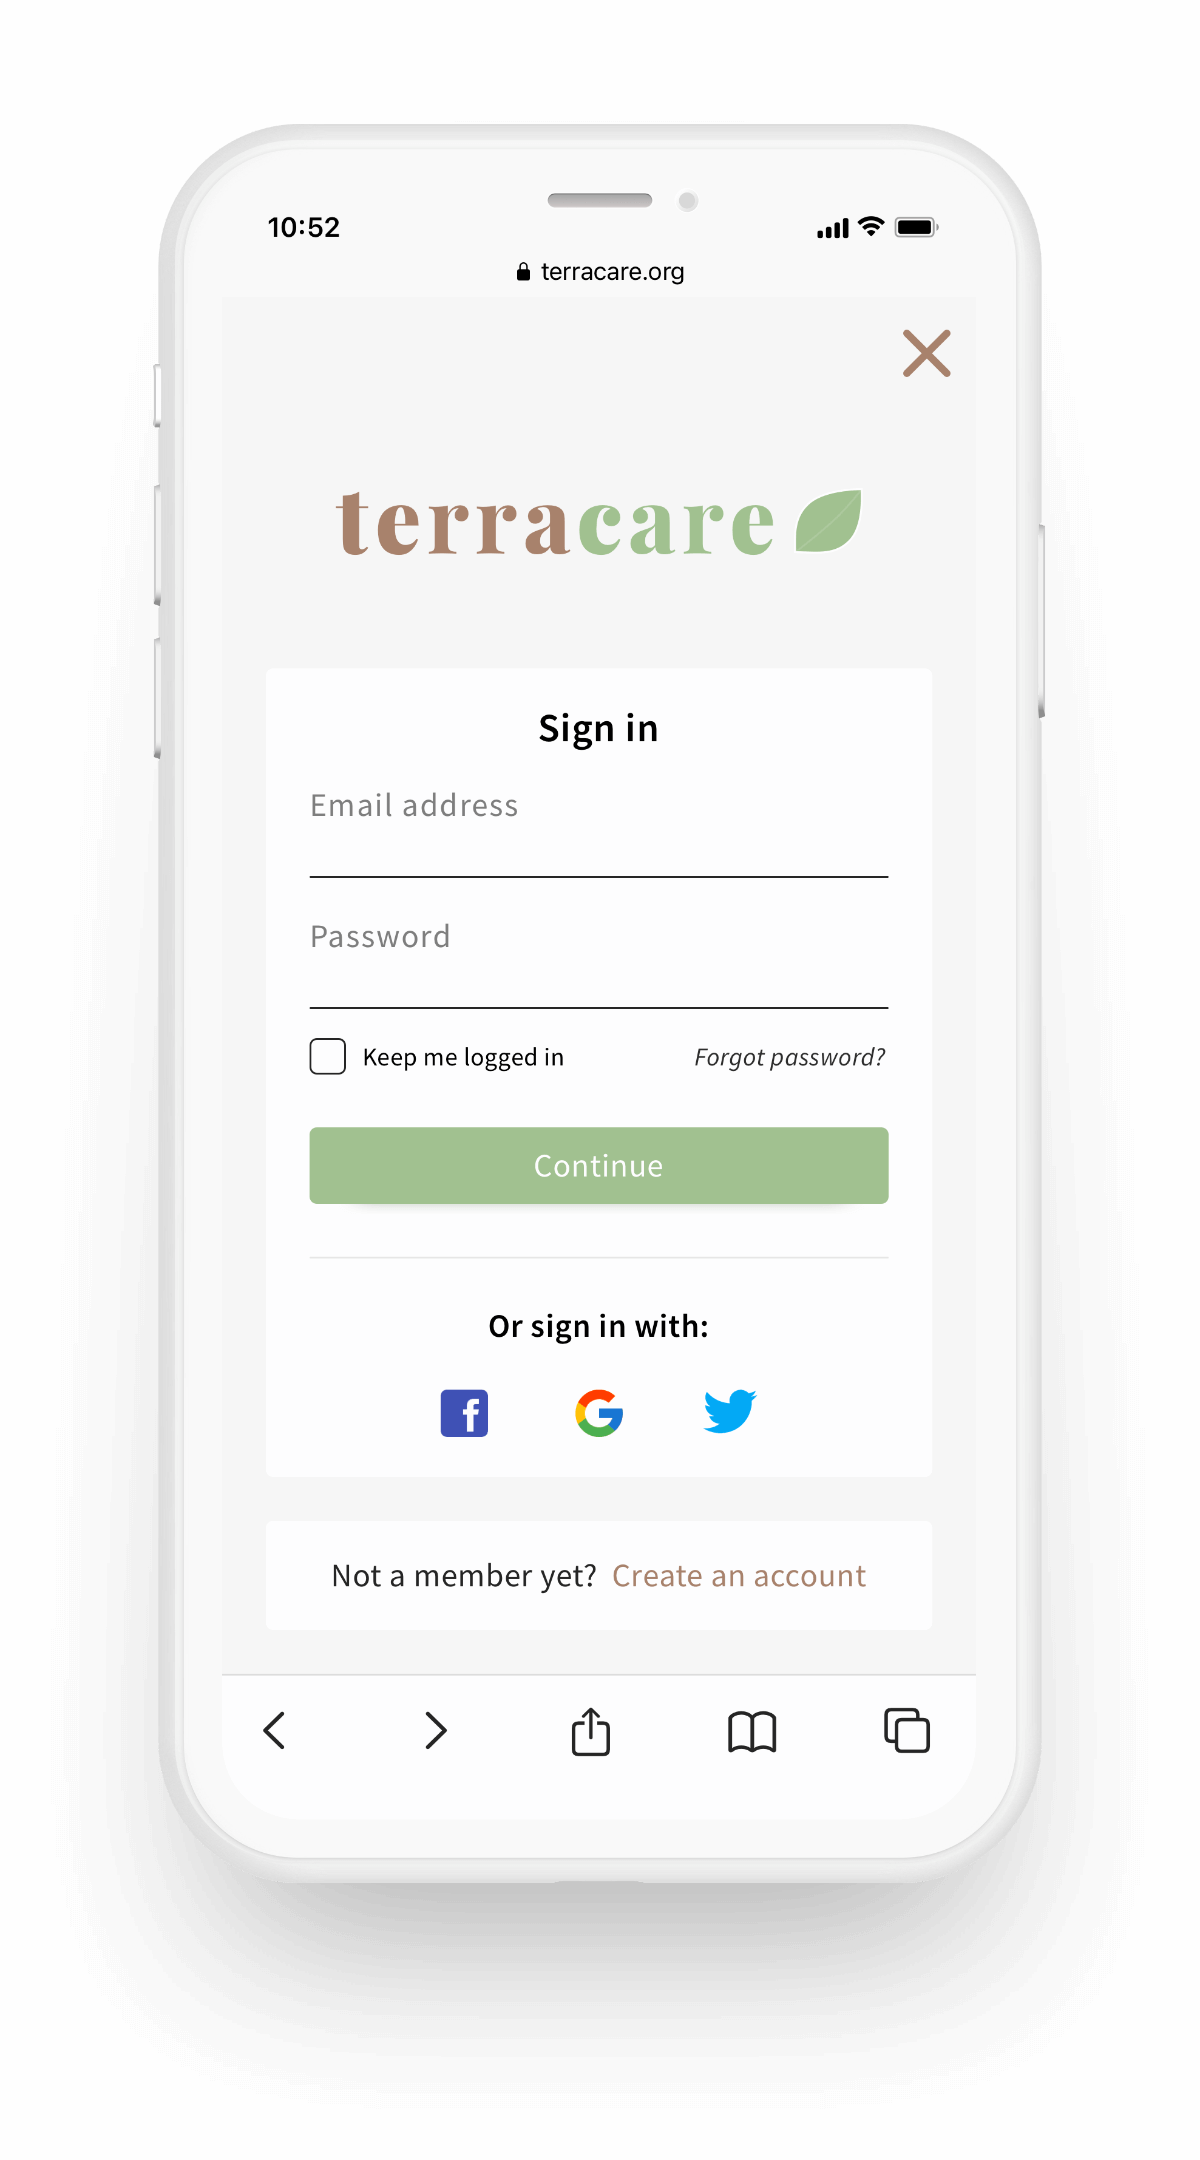 10:52
terracare.org
terracare
Sign in
Email address
Password
Keep me logged in Forgot password?
Continue
Or sign in with:
Not a member yet? Create an account